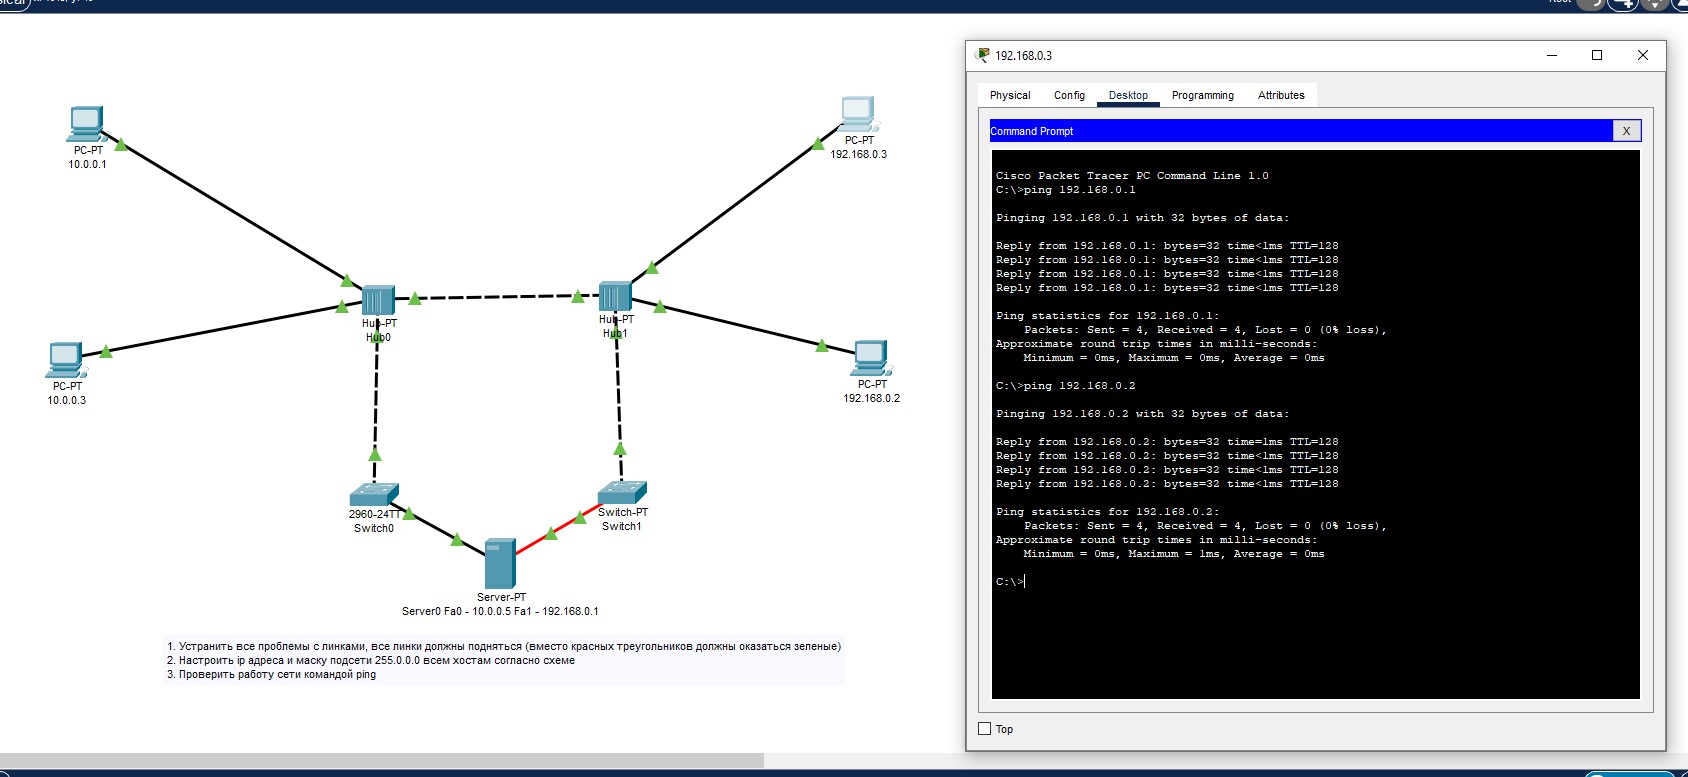 PC-PT
10.0.0.1
PC-PT
192.168.0.3
Hub-PT
Hub0
Hub-PT
Hub1
PC-PT
10.0.0.3
PC-PT
192.168.0.2
2960-24TT
Switch0
Switch-PT
Switch1
Server-PT
Server0 Fa0 - 10.0.0.5 Fa1 - 192.168.0.1
1. Устранить все проблемы с линками, все линки должны подняться (вместо красных треугольников должны оказаться зеленые)
2. Настроить ip адреса и маску подсети 255.0.0.0 всем хостам согласно схеме
3. Проверить работу сети командой ping
192.168.0.3
Physical Config Desktop Programming Attributes
Command Prompt
X
Cisco Packet Tracer PC Command Line 1.0
C:\>ping 192.168.0.1
Pinging 192.168.0.1 with 32 bytes of data:
Reply from 192.168.0.1: bytes=32 time<1ms TTL=128
Reply from 192.168.0.1: bytes=32 time<1ms TTL=128
Reply from 192.168.0.1: bytes=32 time<1ms TTL=128
Reply from 192.168.0.1: bytes=32 time<1ms TTL=128
Ping statistics for 192.168.0.1:
Packets: Sent = 4, Received = 4, Lost = 0 (0% loss),
Approximate round trip times in milli-seconds:
Minimum = 0ms, Maximum = 0ms, Average = 0ms
C:\>ping 192.168.0.2
Pinging 192.168.0.2 with 32 bytes of data:
Reply from 192.168.0.2: bytes=32 time=1ms TTL=128
Reply from 192.168.0.2: bytes=32 time<1ms TTL=128
Reply from 192.168.0.2: bytes=32 time<1ms TTL=128
Reply from 192.168.0.2: bytes=32 time<1ms TTL=128
Ping statistics for 192.168.0.2:
Packets: Sent = 4, Received = 4, Lost = 0 (0% loss),
Approximate round trip times in milli-seconds:
Minimum = 0ms, Maximum = 1ms, Average = 0ms
C:\>
Top